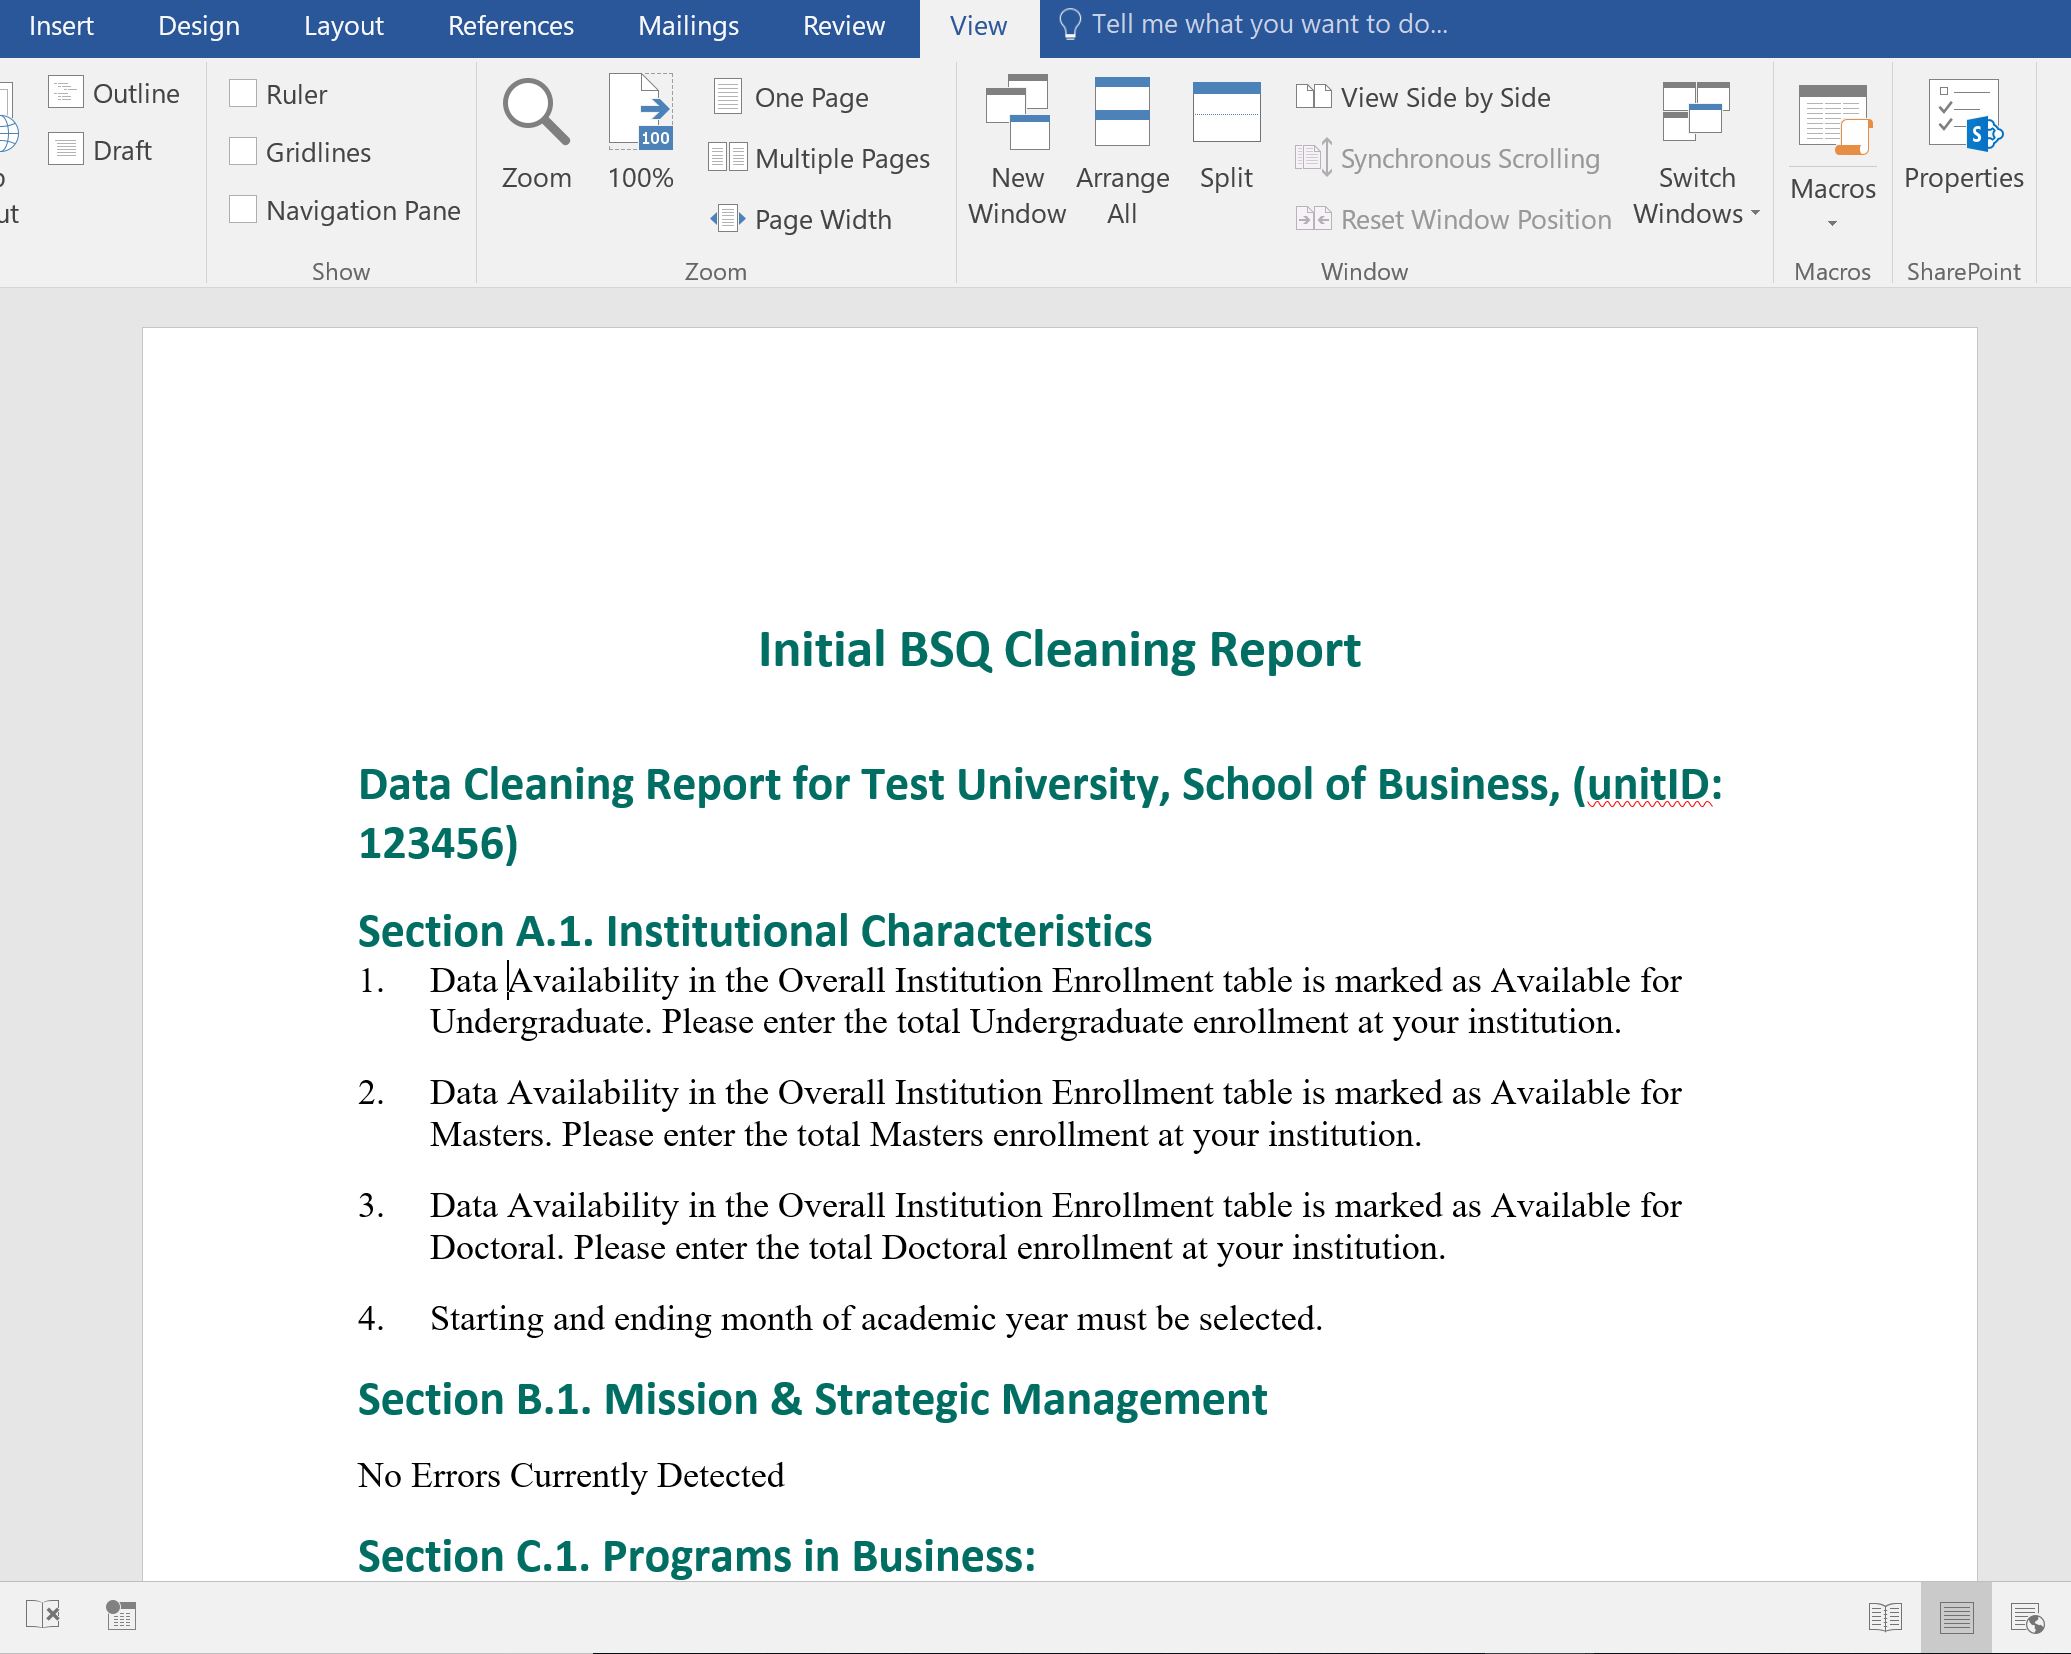 Insert Design Layout References Mailings Review View Tell me what you want to do...
Outline
Draft
ut
Ruler
Gridlines
Navigation Pane
Show
Zoom
100
100%
One Page
Multiple Pages
Page Width
Zoom
New
Window
Arrange
All
Split
View Side by Side
Synchronous Scrolling
Reset Window Position
Switch
Windows
Window
Macros
Macros
S
Properties
SharePoint
Initial BSQ Cleaning Report
Data Cleaning Report for Test University, School of Business, (unitID:
123456)
Section A.1. Institutional Characteristics
1. Data Availability in the Overall Institution Enrollment table is marked as Available for
Undergraduate. Please enter the total Undergraduate enrollment at your institution.
2. Data Availability in the Overall Institution Enrollment table is marked as Available for
Masters. Please enter the total Masters enrollment at your institution.
3. Data Availability in the Overall Institution Enrollment table is marked as Available for
Doctoral. Please enter the total Doctoral enrollment at your institution.
4. Starting and ending month of academic year must be selected.
Section B.1. Mission & Strategic Management
No Errors Currently Detected
Section C.1. Programs in Business: